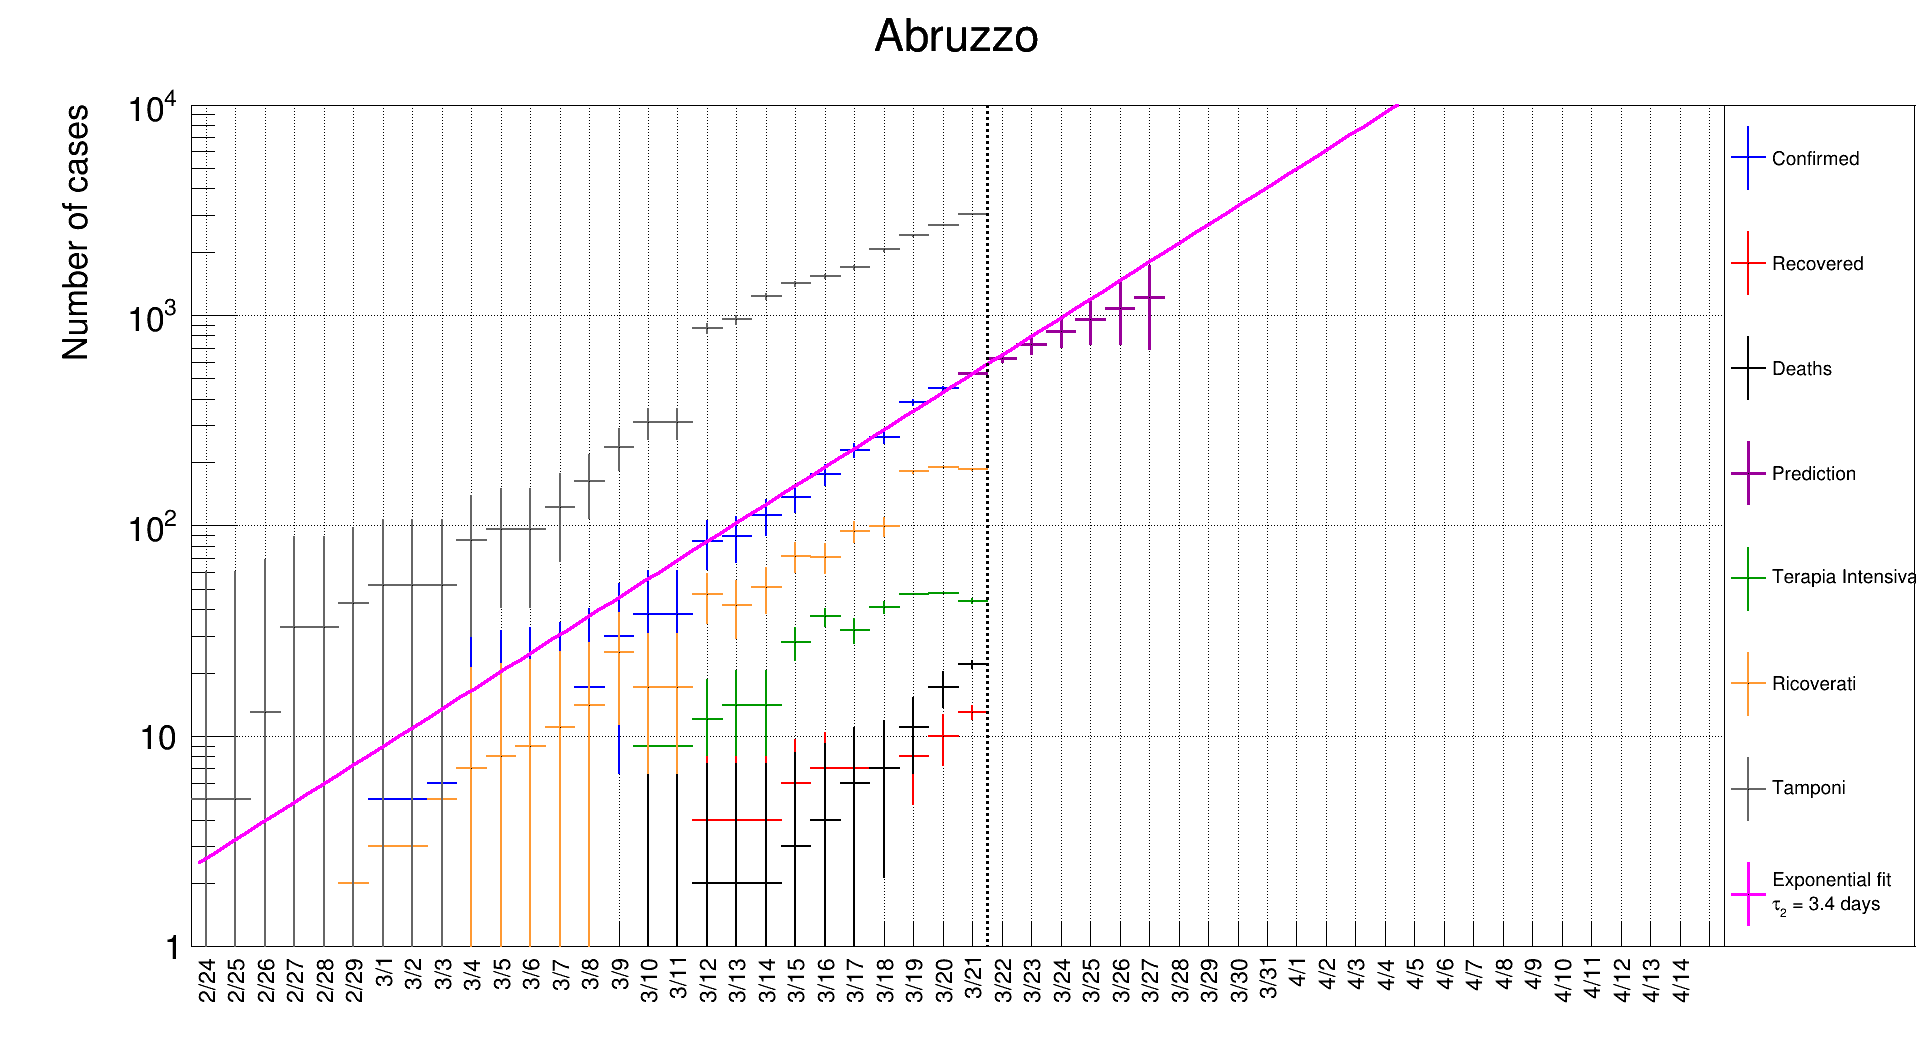 Abruzzo
Number of cases
10⁴
10³
10²
10
1
2/24 2/25 2/26 2/27 2/28 2/29 3/1 3/2 3/3 3/4 3/5 3/6 3/7 3/8 3/9 3/10 3/11 3/12 3/13 3/14 3/15 3/16 3/17 3/18 3/19 3/20 3/21 3/22 3/23 3/24 3/25 3/26 3/27 3/28 3/29 3/30 3/31 4/1 4/2 4/3 4/4 4/5 4/6 4/7 4/8 4/9 4/10 4/11 4/12 4/13 4/14
Confirmed
Recovered
Deaths
Prediction
Terapia Intensiva
Ricoverati
Tamponi
Exponential fit
τ₂ = 3.4 days